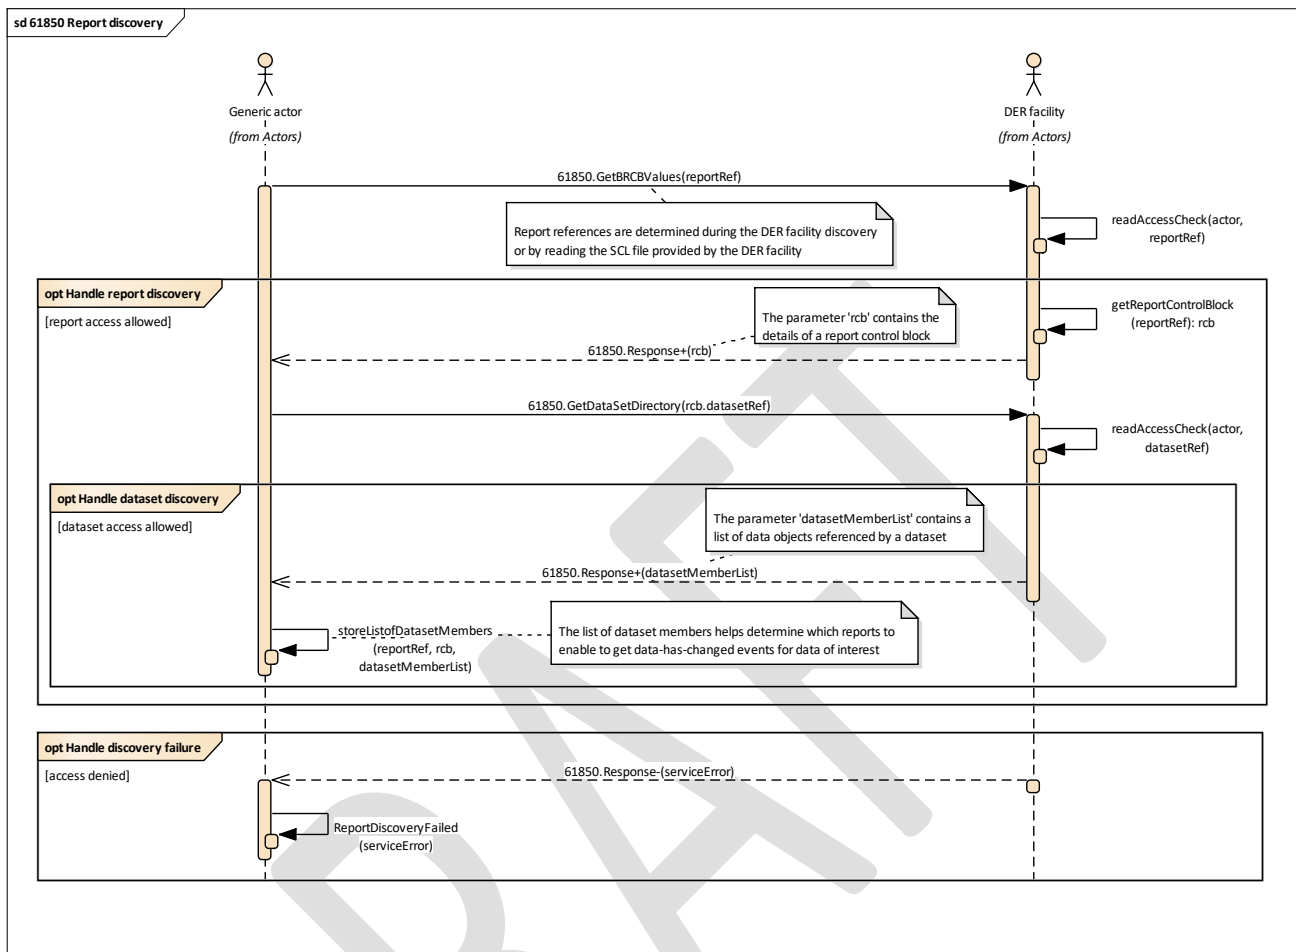 sd 61850 Report discovery
Generic actor
(from Actors)
DER facility
(from Actors)
61850.GetBRCBValues(reportRef)
Report references are determined during the DER facility discovery
or by reading the SCL file provided by the DER facility
readAccessCheck(actor,
reportRef)
opt Handle report discovery
[report access allowed]
The parameter 'rcb' contains the
details of a report control block
getReportControlBlock
(reportRef): rcb
61850.Response+(rcb)
61850.GetDataSetDirectory(rcb.datasetRef)
readAccessCheck(actor,
datasetRef)
opt Handle dataset discovery
[dataset access allowed]
The parameter 'datasetMemberList' contains a
list of data objects referenced by a dataset
61850.Response+(datasetMemberList)
storeListofDatasetMembers
(reportRef, rcb,
datasetMemberList)
The list of dataset members helps determine which reports to
enable to get data-has-changed events for data of interest
opt Handle discovery failure
[access denied]
61850.Response-(serviceError)
ReportDiscoveryFailed
(serviceError)
DRAFT